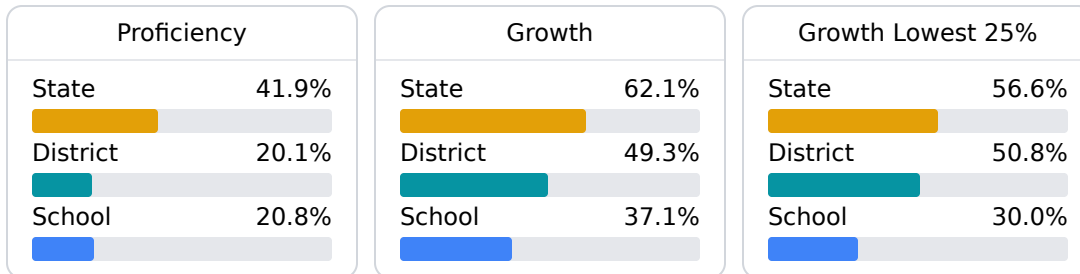 Proficiency
State 41.9%
District 20.1%
School 20.8%
Growth
State 62.1%
District 49.3%
School 37.1%
Growth Lowest 25%
State 56.6%
District 50.8%
School 30.0%